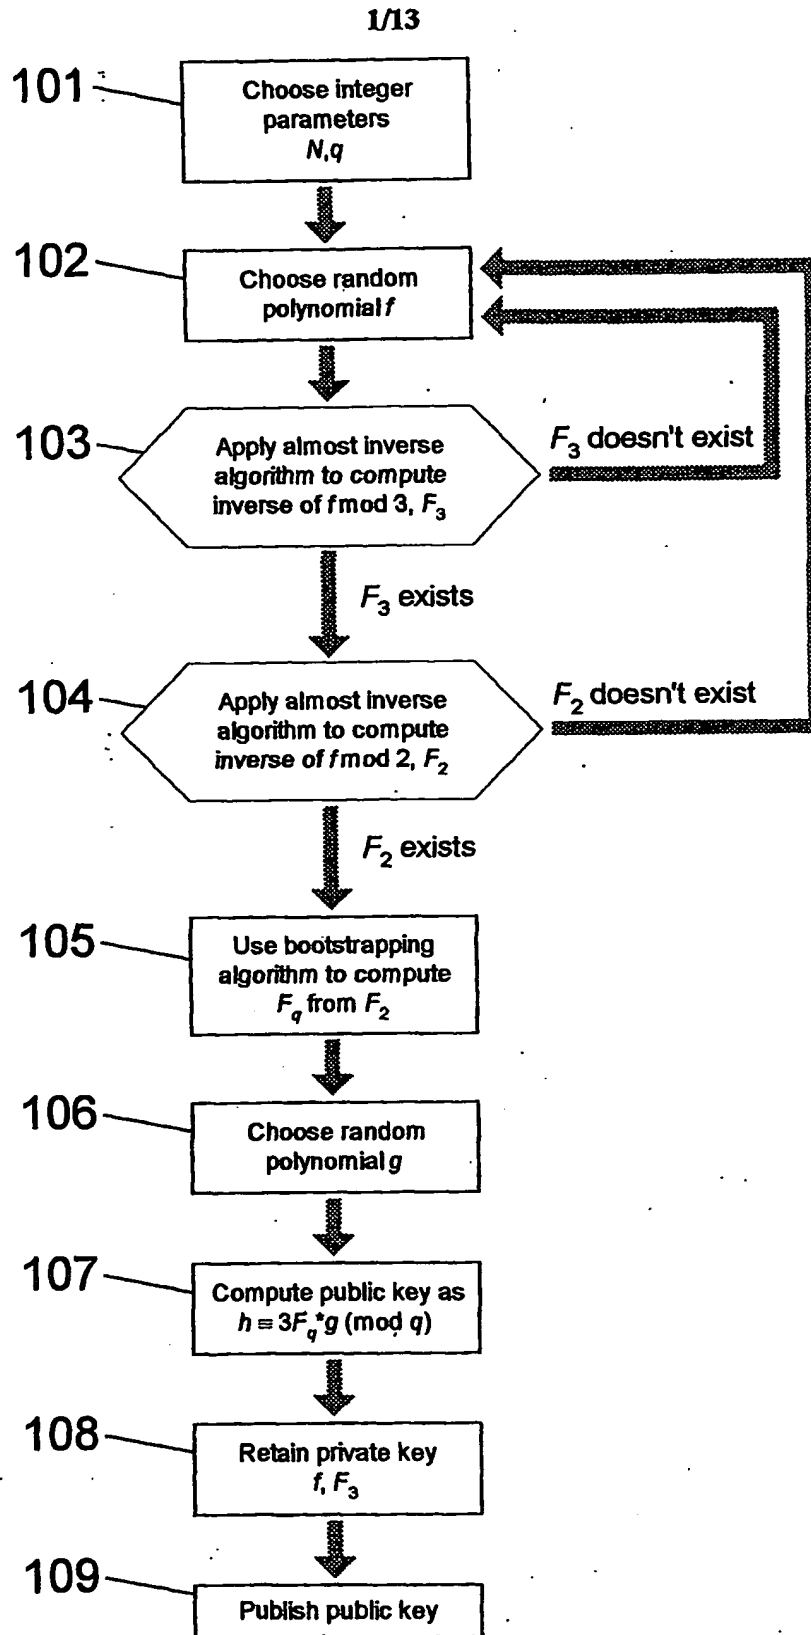 1/13
101
Choose integer
parameters
N,q
102
Choose random
polynomial f
103
Apply almost inverse
algorithm to compute
inverse of f mod 3, F₃
F₃ doesn't exist
F₃ exists
104
Apply almost inverse
algorithm to compute
inverse of f mod 2, F₂
F₂ doesn't exist
F₂ exists
105
Use bootstrapping
algorithm to compute
F_q from F₂
106
Choose random
polynomial g
107
Compute public key as
h ≡ 3F_q*g (mod q)
108
Retain private key
f, F₃
109
Publish public key